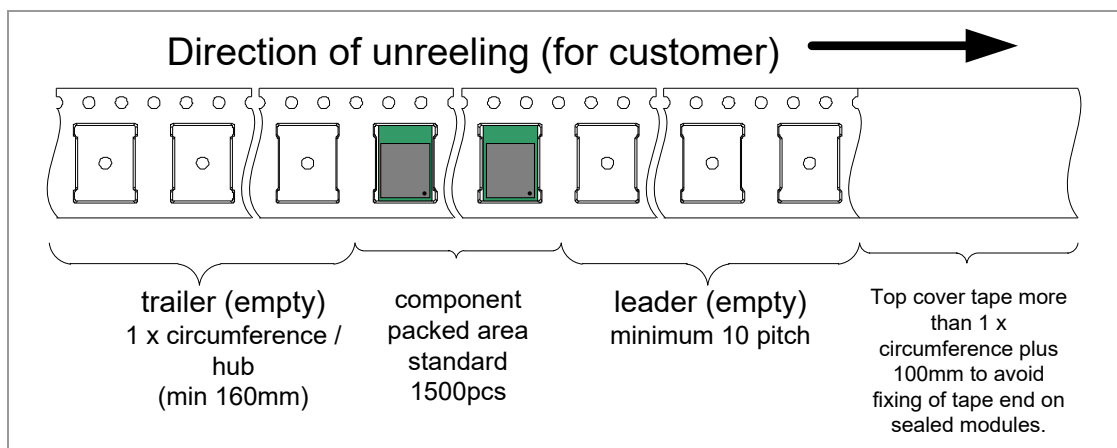 Direction of unreeling (for customer)
trailer (empty)
1 x circumference /
hub
(min 160mm)
component
packed area
standard
1500pcs
leader (empty)
minimum 10 pitch
Top cover tape more
than 1 x
circumference plus
100mm to avoid
fixing of tape end on
sealed modules.